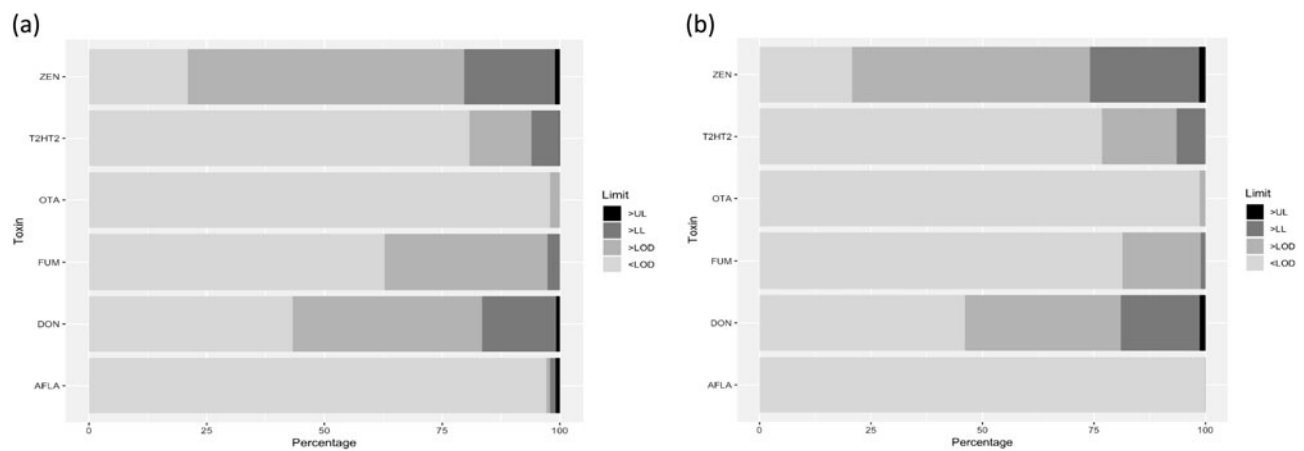 (a)
ZEN
T2HT2
OTA
FUM
DON
AFLA
Toxin
0 25 50 75 100
Percentage
Limit
>UL
>LL
>LOD
<LOD
(b)
ZEN
T2HT2
OTA
FUM
DON
AFLA
Toxin
0 25 50 75 100
Percentage
Limit
>UL
>LL
>LOD
<LOD